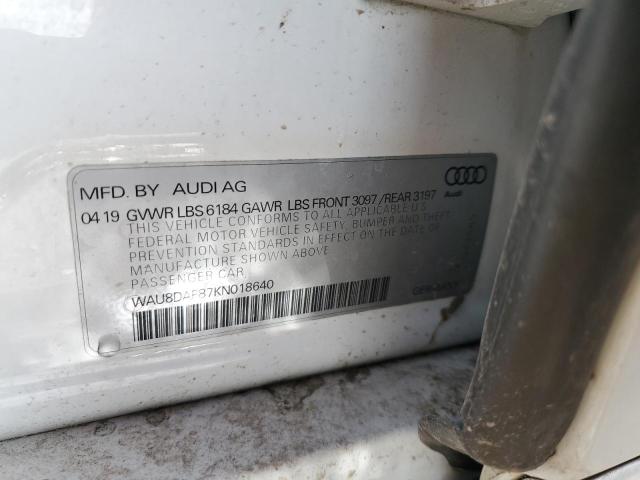 MFD. BY AUDI AG
04 19 GVWR LBS 6184 GAWR LBS FRONT 3097 / REAR 3197
THIS VEHICLE CONFORMS TO ALL APPLICABLE U.S.
FEDERAL MOTOR VEHICLE SAFETY, BUMPER AND THEFT
PREVENTION STANDARDS IN EFFECT ON THE DATE OF
MANUFACTURE SHOWN ABOVE
PASSENGER CAR
WAU8DAF87KN018640
GERMANY
Audi